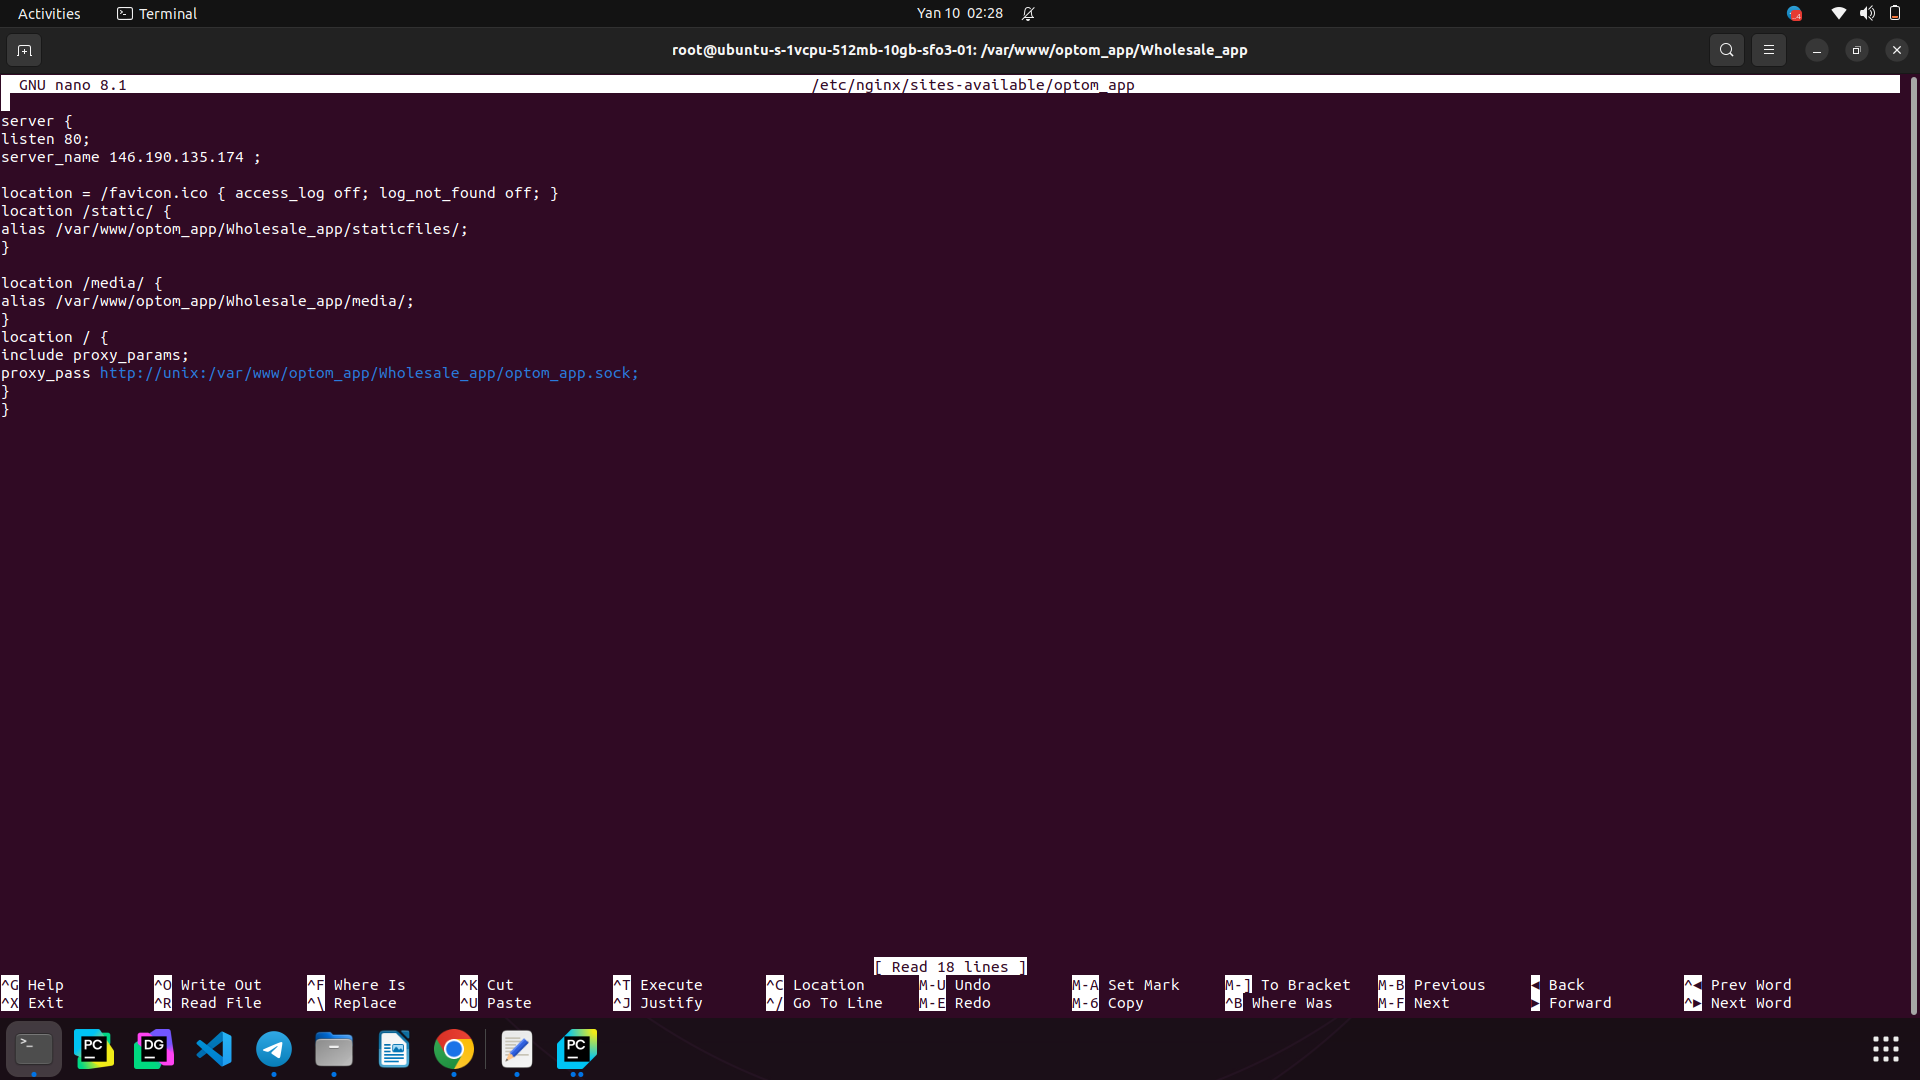 Activities
Terminal
Yan 10 02:28
root@ubuntu-s-1vcpu-512mb-10gb-sfo3-01: /var/www/optom_app/Wholesale_app
GNU nano 8.1 /etc/nginx/sites-available/optom_app
server {
listen 80;
server_name 146.190.135.174 ;
location = /favicon.ico { access_log off; log_not_found off; }
location /static/ {
alias /var/www/optom_app/Wholesale_app/staticfiles/;
}
location /media/ {
alias /var/www/optom_app/Wholesale_app/media/;
}
location / {
include proxy_params;
proxy_pass http://unix:/var/www/optom_app/Wholesale_app/optom_app.sock;
}
}
[ Read 18 lines ]
^G Help ^O Write Out ^F Where Is ^K Cut ^T Execute ^C Location M-U Undo M-A Set Mark M-] To Bracket M-B Previous ◀ Back ^◀ Prev Word
^X Exit ^R Read File ^\ Replace ^U Paste ^J Justify ^/ Go To Line M-E Redo M-6 Copy ^B Where Was M-F Next ▶ Forward ^▶ Next Word
>_ PC DG PC